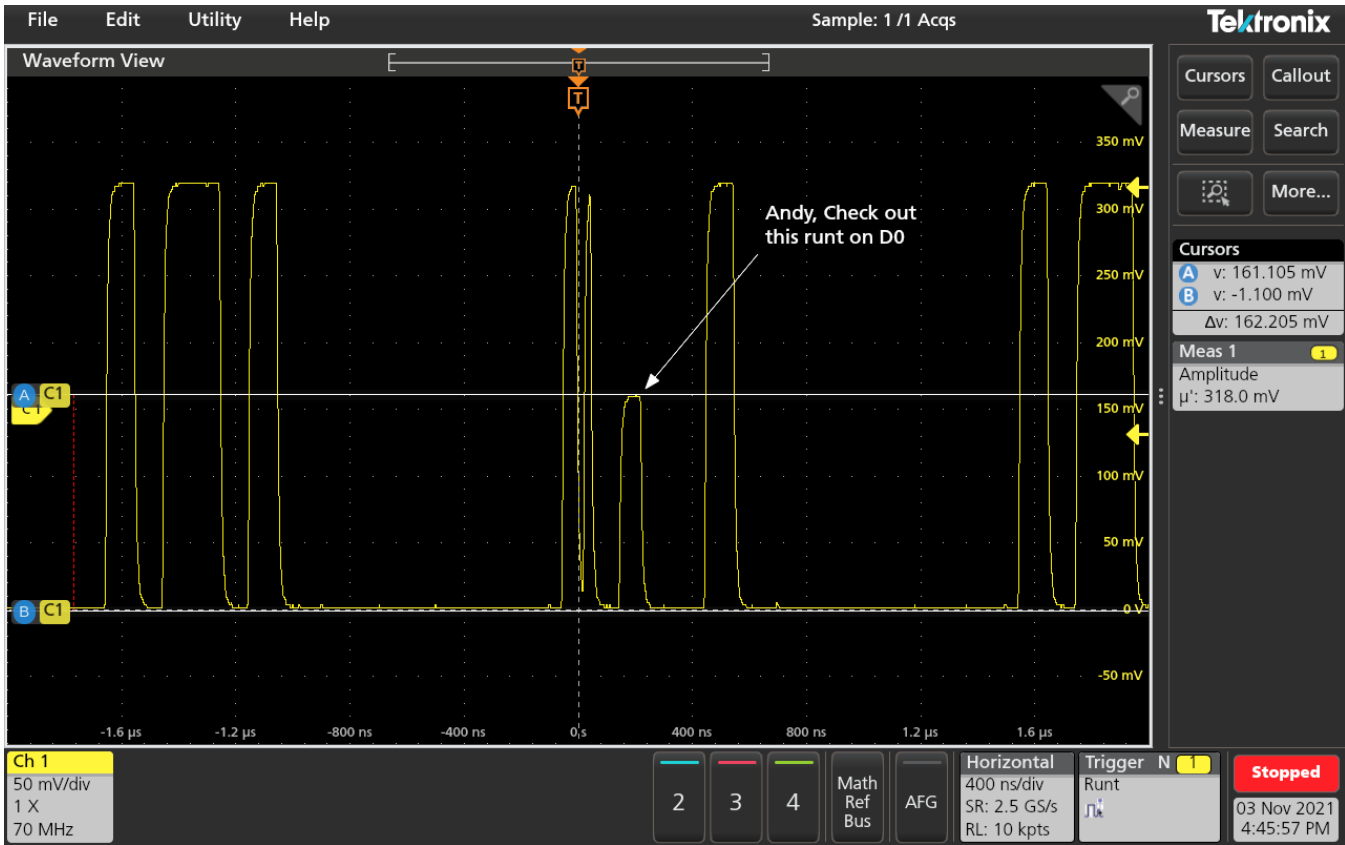 File Edit Utility Help Sample: 1 /1 Acqs Tektronix
Waveform View
T
T
Cursors Callout
Measure Search
More...
350 mV
300 mV
250 mV
200 mV
150 mV
100 mV
50 mV
0 V
-50 mV
Andy, Check out
this runt on D0
A C1
C1
B C1
Cursors
A v: 161.105 mV
B v: -1.100 mV
Δv: 162.205 mV
Meas 1 1
Amplitude
μ': 318.0 mV
-1.6 μs -1.2 μs -800 ns -400 ns 0 s 400 ns 800 ns 1.2 μs 1.6 μs
Ch 1
50 mV/div
1 X
70 MHz
2 3 4
Math
Ref
Bus
AFG
Horizontal
400 ns/div
SR: 2.5 GS/s
RL: 10 kpts
Trigger N 1
Runt
Stopped
03 Nov 2021
4:45:57 PM